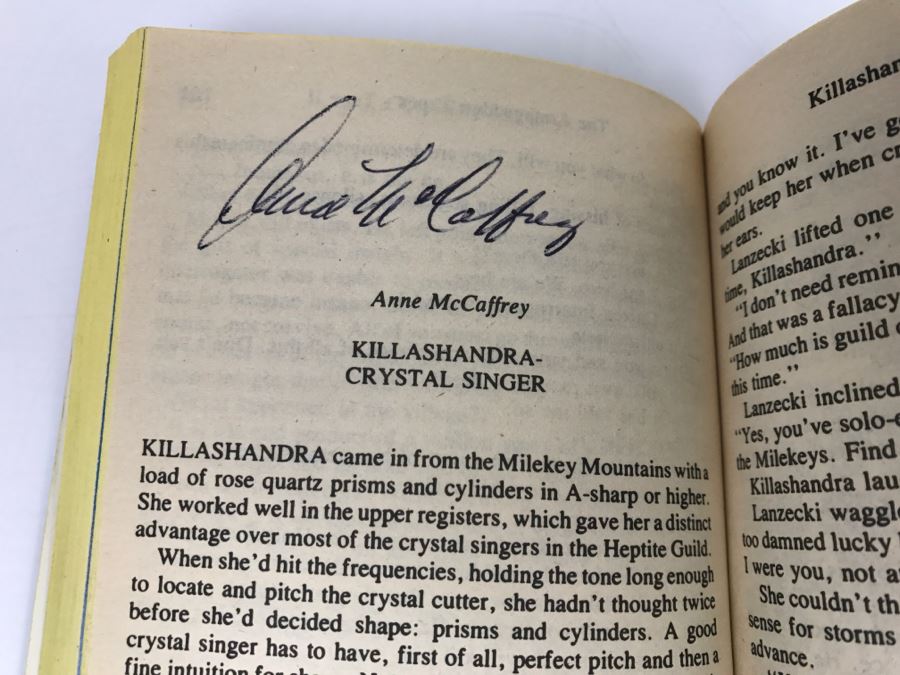 Anne McCaffrey
Anne McCaffrey
KILLASHANDRA-
CRYSTAL SINGER
KILLASHANDRA came in from the Milekey Mountains with a
load of rose quartz prisms and cylinders in A-sharp or higher.
She worked well in the upper registers, which gave her a distinct
advantage over most of the crystal singers in the Heptite Guild.
When she'd hit the frequencies, holding the tone long enough
to locate and pitch the crystal cutter, she hadn't thought twice
before she'd decided shape: prisms and cylinders. A good
crystal singer has to have, first of all, perfect pitch and then a
fine intuition for
Killashan
and you know it. I've
would keep her when
her ears.
Lanzecki lifted one
time, Killashandra."
"I don't need remin
And that was a fallacy
"How much is guild
this time."
Lanzecki inclined
"Yes, you've solo-
the Milekeys. Find
Killashandra lau
Lanzecki waggl
too damned lucky
I were you, not
She couldn't th
sense for storms
advance.